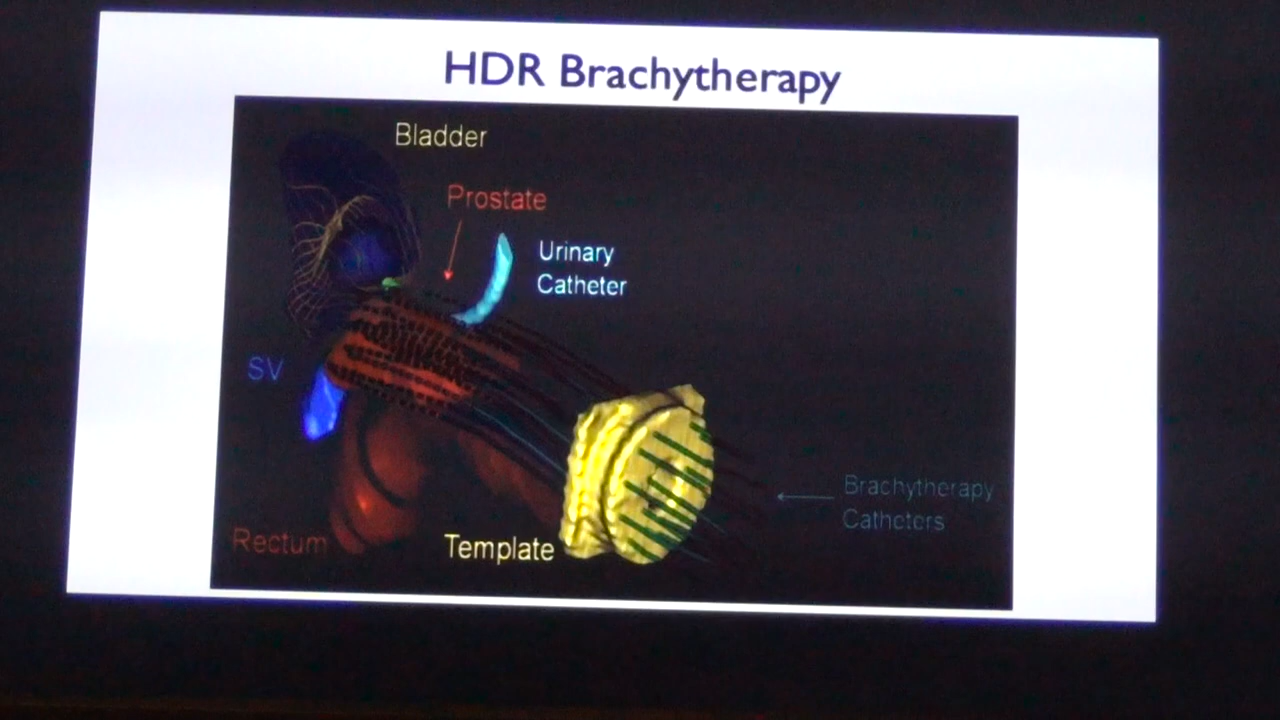 HDR Brachytherapy
Bladder
Prostate
Urinary
Catheter
SV
Brachytherapy
Catheters
Rectum
Template